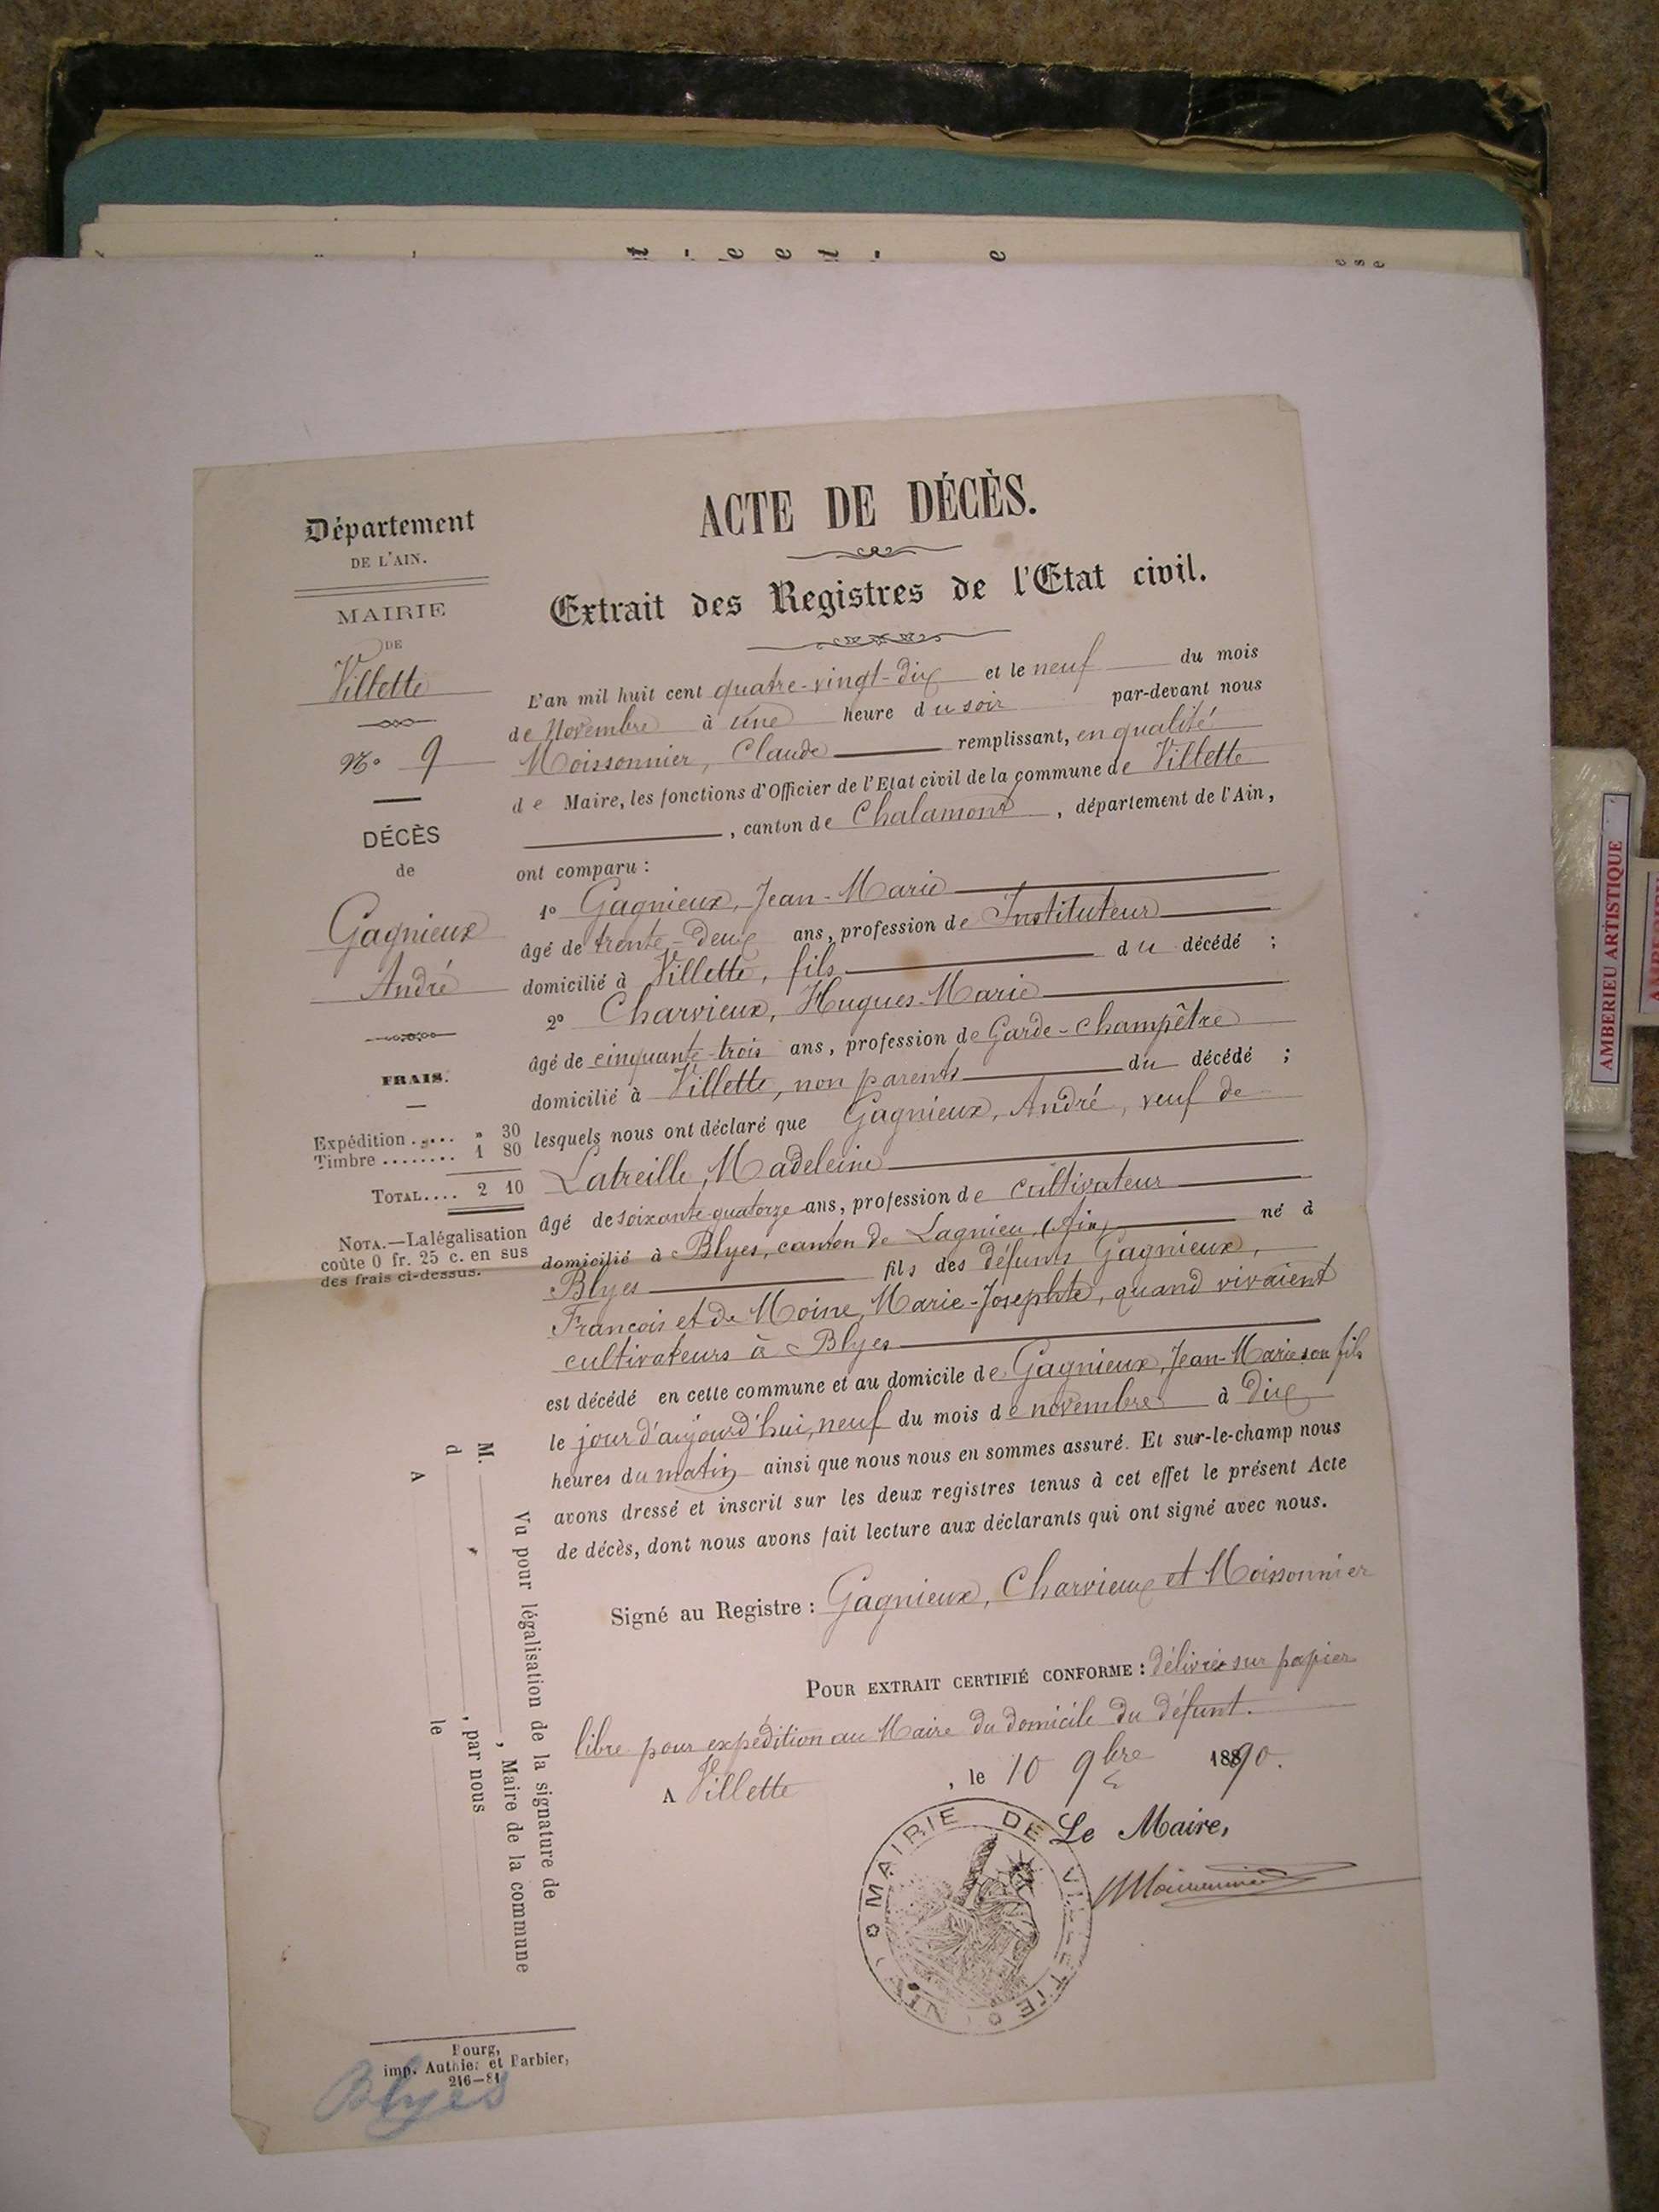 Département
DE L'AIN.
MAIRIE
DE
Villette
N° 9
DÉCÈS
de
Gagnieux
André
FRAIS.
Expédition ..... » 30
Timbre ........ 1 80
TOTAL.... 2 10
NOTA.—La légalisation
coûte 0 fr. 25 c. en sus
des frais ci-dessus.
ACTE DE DÉCÈS.
Extrait des Registres de l'Etat civil.
L'an mil huit cent quatre-vingt-dix et le neuf du mois
de Novembre à une heure du soir par-devant nous
Moissonnier, Claude remplissant, en qualité
de Maire, les fonctions d'Officier de l'Etat civil de la commune de Villette
, canton de Chalamont , département de l'Ain,
ont comparu :
1° Gagnieux, Jean-Marie
âgé de trente-deux ans, profession de Instituteur
domicilié à Villette, fils du décédé ;
2° Charvieux, Hugues-Marie
âgé de cinquante-trois ans, profession de Garde-champêtre
domicilié à Villette, non parents du décédé ;
lesquels nous ont déclaré que Gagnieux, André, veuf de
Latreille, Madeleine
âgé de soixante-quatorze ans, profession de cultivateur
domicilié à Blyes, canton de Lagnieu (Ain) né à
Blyes fils des défunts Gagnieux,
François et de Moine, Marie-Josephte, quand vivaient
cultivateurs à Blyes
est décédé en cette commune et au domicile de Gagnieux, Jean-Marie son fils
le jour d'aujourd'hui, neuf du mois de novembre à dix
heures du matin ainsi que nous nous en sommes assuré. Et sur-le-champ nous
avons dressé et inscrit sur les deux registres tenus à cet effet le présent Acte
de décès, dont nous avons fait lecture aux déclarants qui ont signé avec nous.
Signé au Registre : Gagnieux, Charvieux et Moissonnier
POUR EXTRAIT CERTIFIÉ CONFORME : délivré sur papier
libre pour expédition au Maire du domicile du défunt.
A Villette , le 10 9bre 1890.
Le Maire,
Moissonnier
MAIRIE DE VILLETTE
(AIN)
Vu pour légalisation de la signature de
M. , Maire de la commune
d , par nous
A le
Bourg,
imp. Authier et Barbier,
216—81
Blyes
AMBERIEU ARTISTIQUE